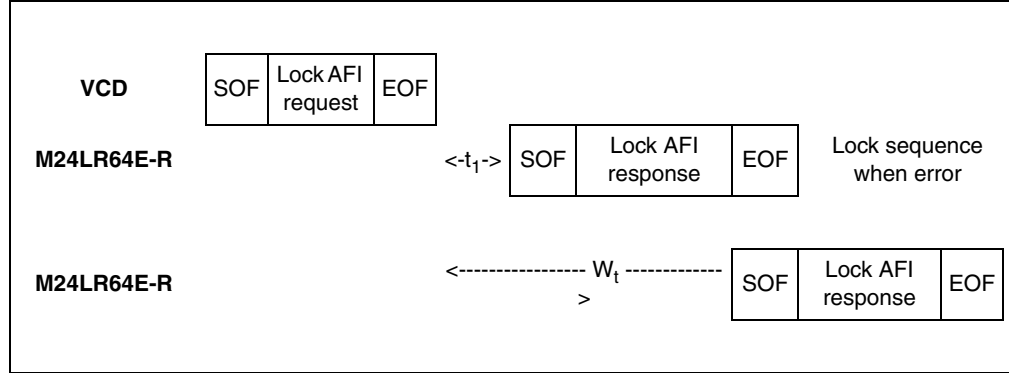 VCD SOF Lock AFI request EOF
M24LR64E-R <-t1-> SOF Lock AFI response EOF Lock sequence when error
M24LR64E-R <----------------- Wt ------------- > SOF Lock AFI response EOF